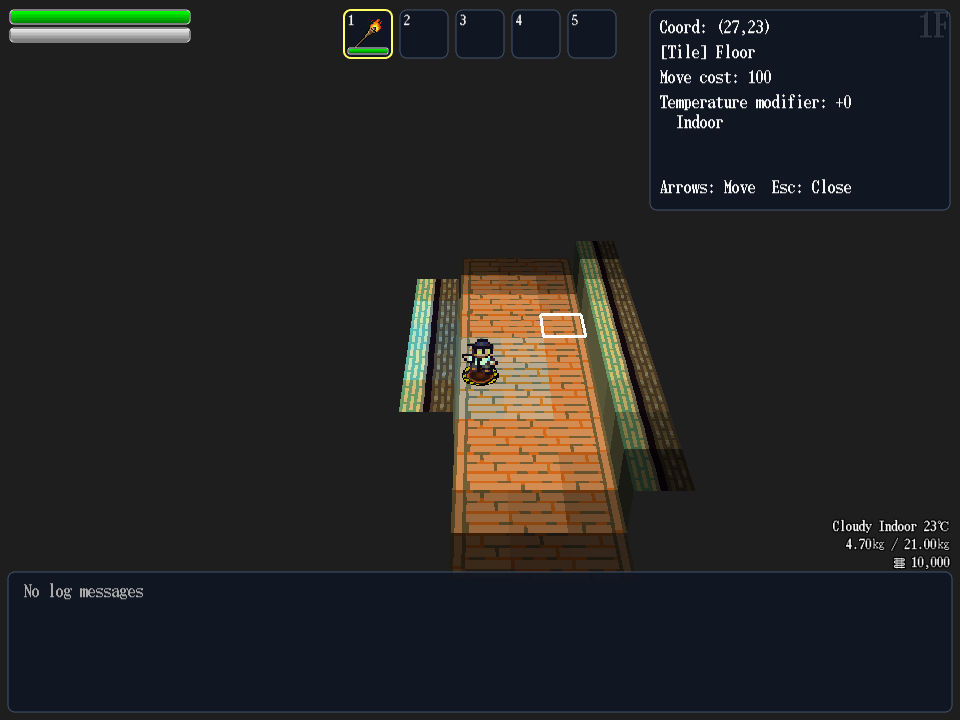 1 2 3 4 5
1F
Coord: (27,23)
[Tile] Floor
Move cost: 100
Temperature modifier: +0
Indoor
Arrows: Move  Esc: Close
Cloudy Indoor 23℃
4.70kg / 21.00kg
10,000
No log messages